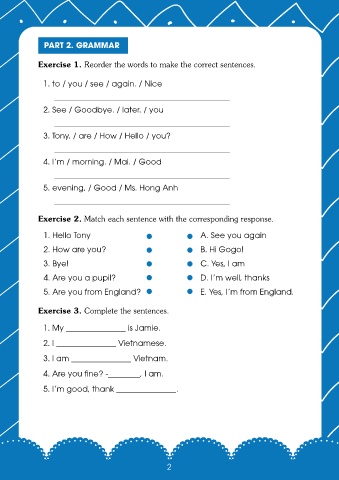 PART 2. GRAMMAR
Exercise 1. Reorder the words to make the correct sentences.
1. to / you / see / again. / Nice
2. See / Goodbye. / later. / you
3. Tony, / are / How / Hello / you?
4. I'm / morning. / Mai. / Good
5. evening, / Good / Ms. Hong Anh
Exercise 2. Match each sentence with the corresponding response.
1. Hello Tony A. See you again
2. How are you? B. Hi Gogo!
3. Bye! C. Yes, I am
4. Are you a pupil? D. I'm well, thanks
5. Are you from England? E. Yes, I'm from England.
Exercise 3. Complete the sentences.
1. My ______________ is Jamie.
2. I ______________ Vietnamese.
3. I am ______________ Vietnam.
4. Are you fine? -________, I am.
5. I'm good, thank ______________.
2